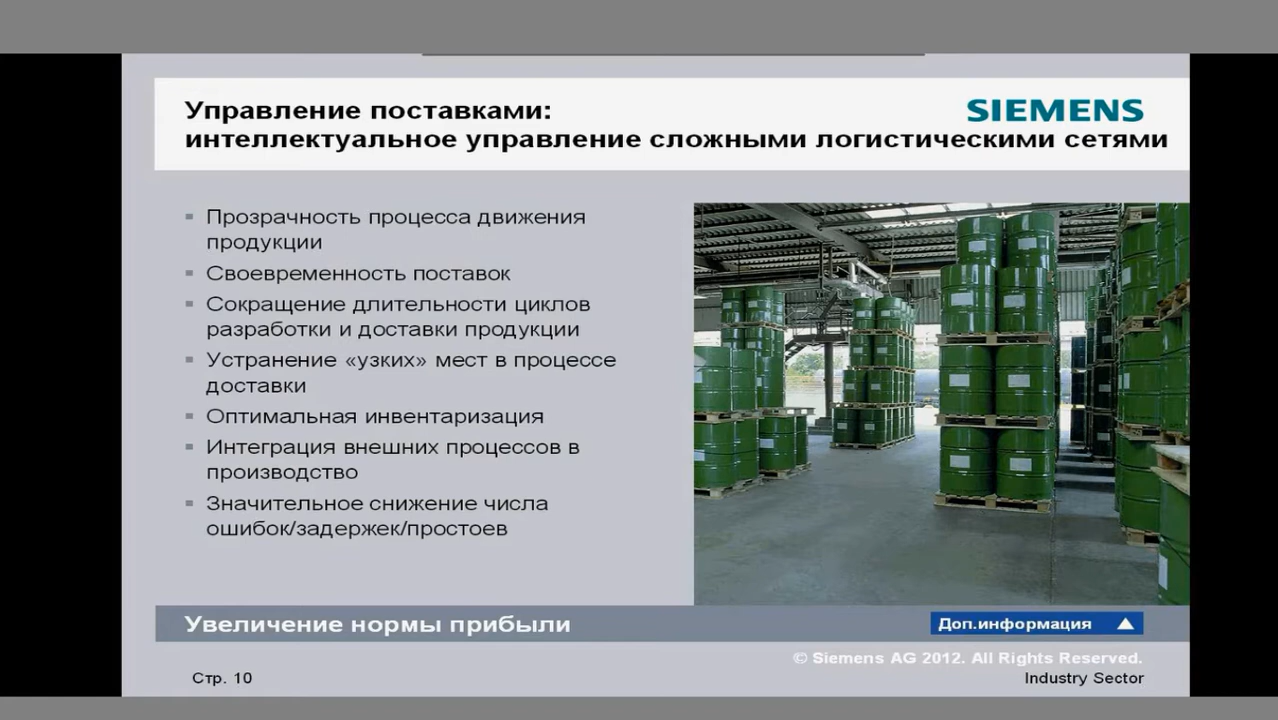 Управление поставками:
SIEMENS
интеллектуальное управление сложными логистическими сетями
Прозрачность процесса движения
продукции
Своевременность поставок
Сокращение длительности циклов
разработки и доставки продукции
Устранение «узких» мест в процессе
доставки
Оптимальная инвентаризация
Интеграция внешних процессов в
производство
Значительное снижение числа
ошибок/задержек/простоев
Увеличение нормы прибыли
Доп.информация
© Siemens AG 2012. All Rights Reserved.
Стр. 10
Industry Sector